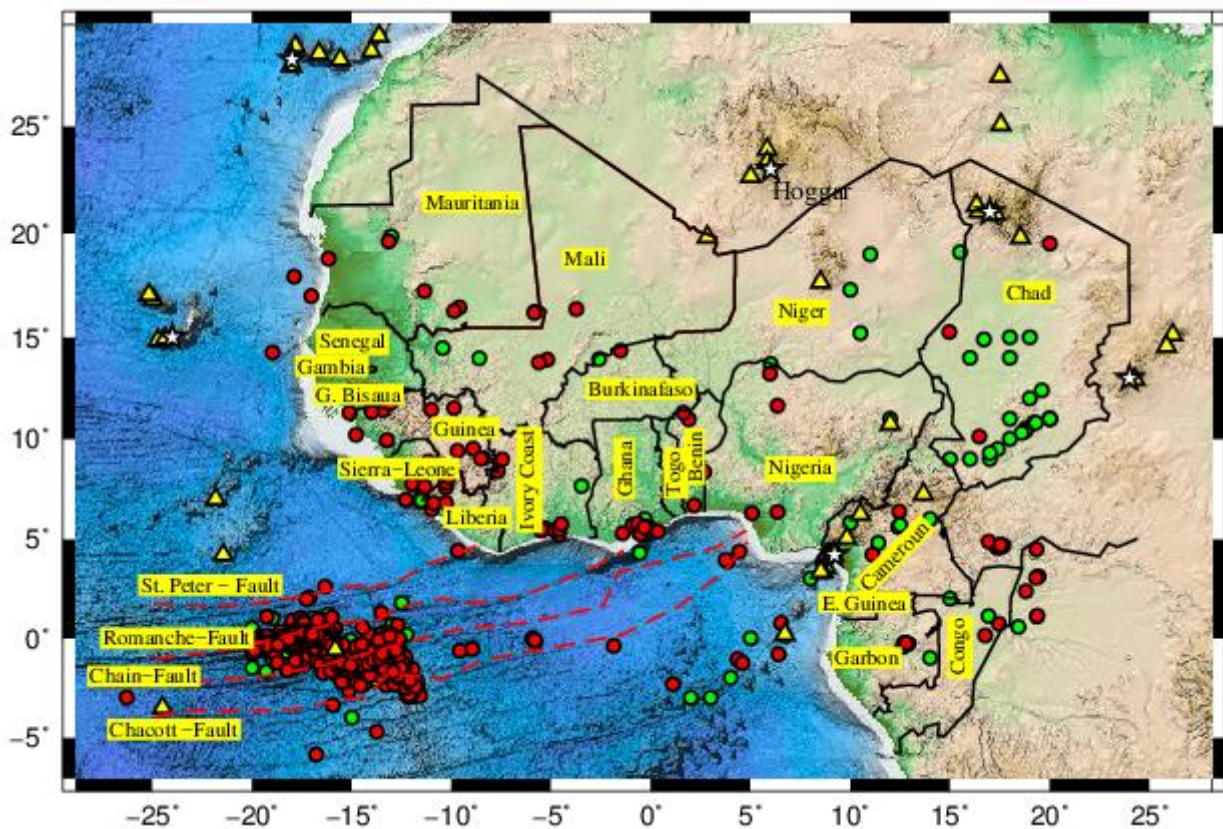 25°
20°
15°
10°
5°
0°
−5°
Hoggar
Mauritania
Mali
Niger
Chad
Senegal
Gambia
G. Bisaua
Burkinafaso
Guinea
Ivory Coast
Ghana
Togo
Benin
Nigeria
Sierra−Leone
Liberia
Cameroun
St. Peter − Fault
E. Guinea
Romanche−Fault
Garbon
Congo
Chain−Fault
Chacott −Fault
−25° −20° −15° −10° −5° 0° 5° 10° 15° 20° 25°